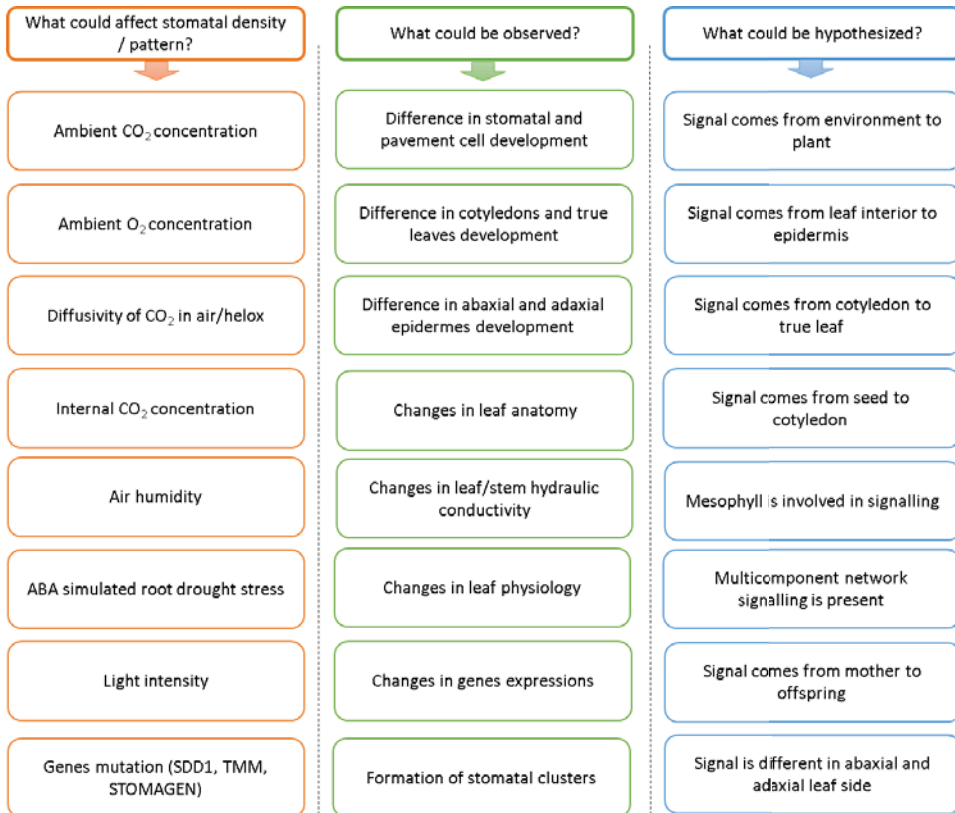 What could affect stomatal density
/ pattern?
Ambient CO₂ concentration
Ambient O₂ concentration
Diffusivity of CO₂ in air/helox
Internal CO₂ concentration
Air humidity
ABA simulated root drought stress
Light intensity
Genes mutation (SDD1, TMM,
STOMAGEN)
What could be observed?
Difference in stomatal and
pavement cell development
Difference in cotyledons and true
leaves development
Difference in abaxial and adaxial
epidermes development
Changes in leaf anatomy
Changes in leaf/stem hydraulic
conductivity
Changes in leaf physiology
Changes in genes expressions
Formation of stomatal clusters
What could be hypothesized?
Signal comes from environment to
plant
Signal comes from leaf interior to
epidermis
Signal comes from cotyledon to
true leaf
Signal comes from seed to
cotyledon
Mesophyll is involved in signalling
Multicomponent network
signalling is present
Signal comes from mother to
offspring
Signal is different in abaxial and
adaxial leaf side